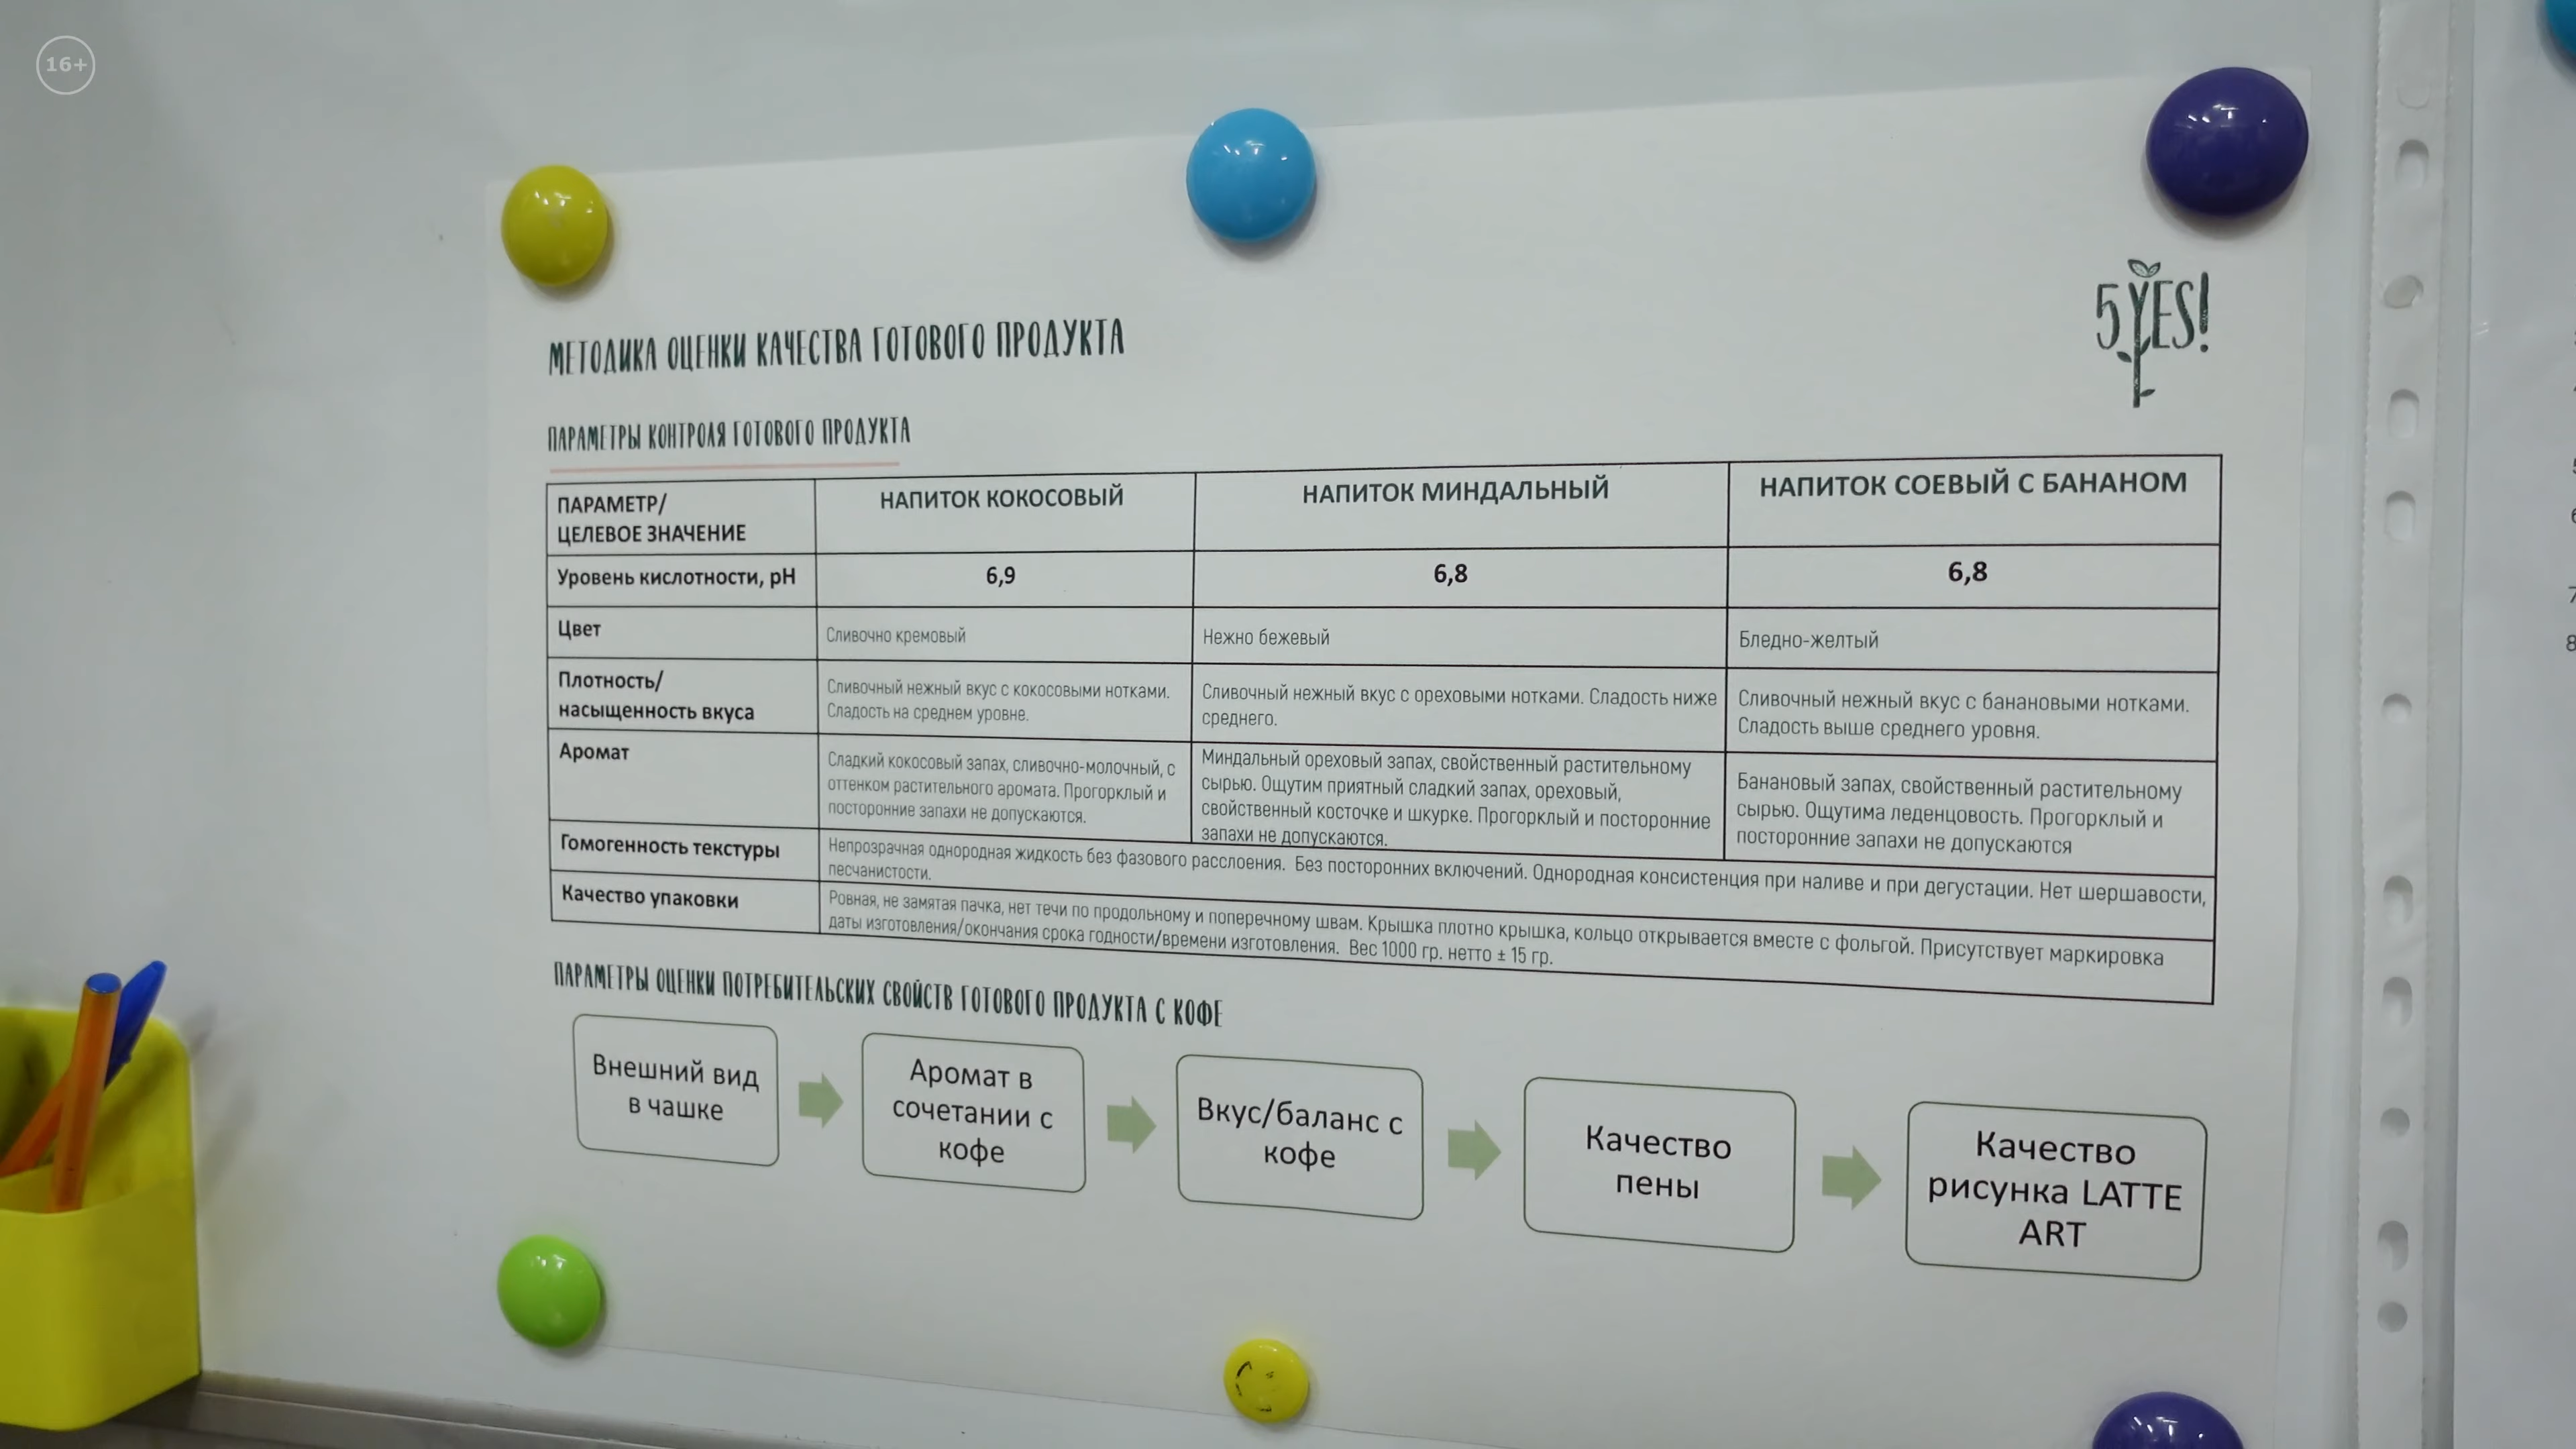 16+
5 YES!
МЕТОДИКА ОЦЕНКИ КАЧЕСТВА ГОТОВОГО ПРОДУКТА
ПАРАМЕТРЫ КОНТРОЛЯ ГОТОВОГО ПРОДУКТА
ПАРАМЕТР/
ЦЕЛЕВОЕ ЗНАЧЕНИЕ
НАПИТОК КОКОСОВЫЙ
НАПИТОК МИНДАЛЬНЫЙ
НАПИТОК СОЕВЫЙ С БАНАНОМ
Уровень кислотности, pH
6,9
6,8
6,8
Цвет
Сливочно кремовый
Нежно бежевый
Бледно-желтый
Плотность/
насыщенность вкуса
Сливочный нежный вкус с кокосовыми нотками.
Сладость на среднем уровне.
Сливочный нежный вкус с ореховыми нотками. Сладость ниже
среднего.
Сливочный нежный вкус с банановыми нотками.
Сладость выше среднего уровня.
Аромат
Сладкий кокосовый запах, сливочно-молочный, с
оттенком растительного аромата. Прогорклый и
посторонние запахи не допускаются.
Миндальный ореховый запах, свойственный растительному
сырью. Ощутим приятный сладкий запах, ореховый,
свойственный косточке и шкурке. Прогорклый и посторонние
запахи не допускаются.
Банановый запах, свойственный растительному
сырью. Ощутима леденцовость. Прогорклый и
посторонние запахи не допускаются
Гомогенность текстуры
Непрозрачная однородная жидкость без фазового расслоения. Без посторонних включений. Однородная консистенция при наливе и при дегустации. Нет шершавости,
песчанистости.
Качество упаковки
Ровная, не замятая пачка, нет течи по продольному и поперечному швам. Крышка плотно крышка, кольцо открывается вместе с фольгой. Присутствует маркировка
даты изготовления/окончания срока годности/времени изготовления. Вес 1000 гр. нетто ± 15 гр.
ПАРАМЕТРЫ ОЦЕНКИ ПОТРЕБИТЕЛЬСКИХ СВОЙСТВ ГОТОВОГО ПРОДУКТА С КОФЕ
Внешний вид
в чашке
Аромат в
сочетании с
кофе
Вкус/баланс с
кофе
Качество
пены
Качество
рисунка LATTE
ART
7
8